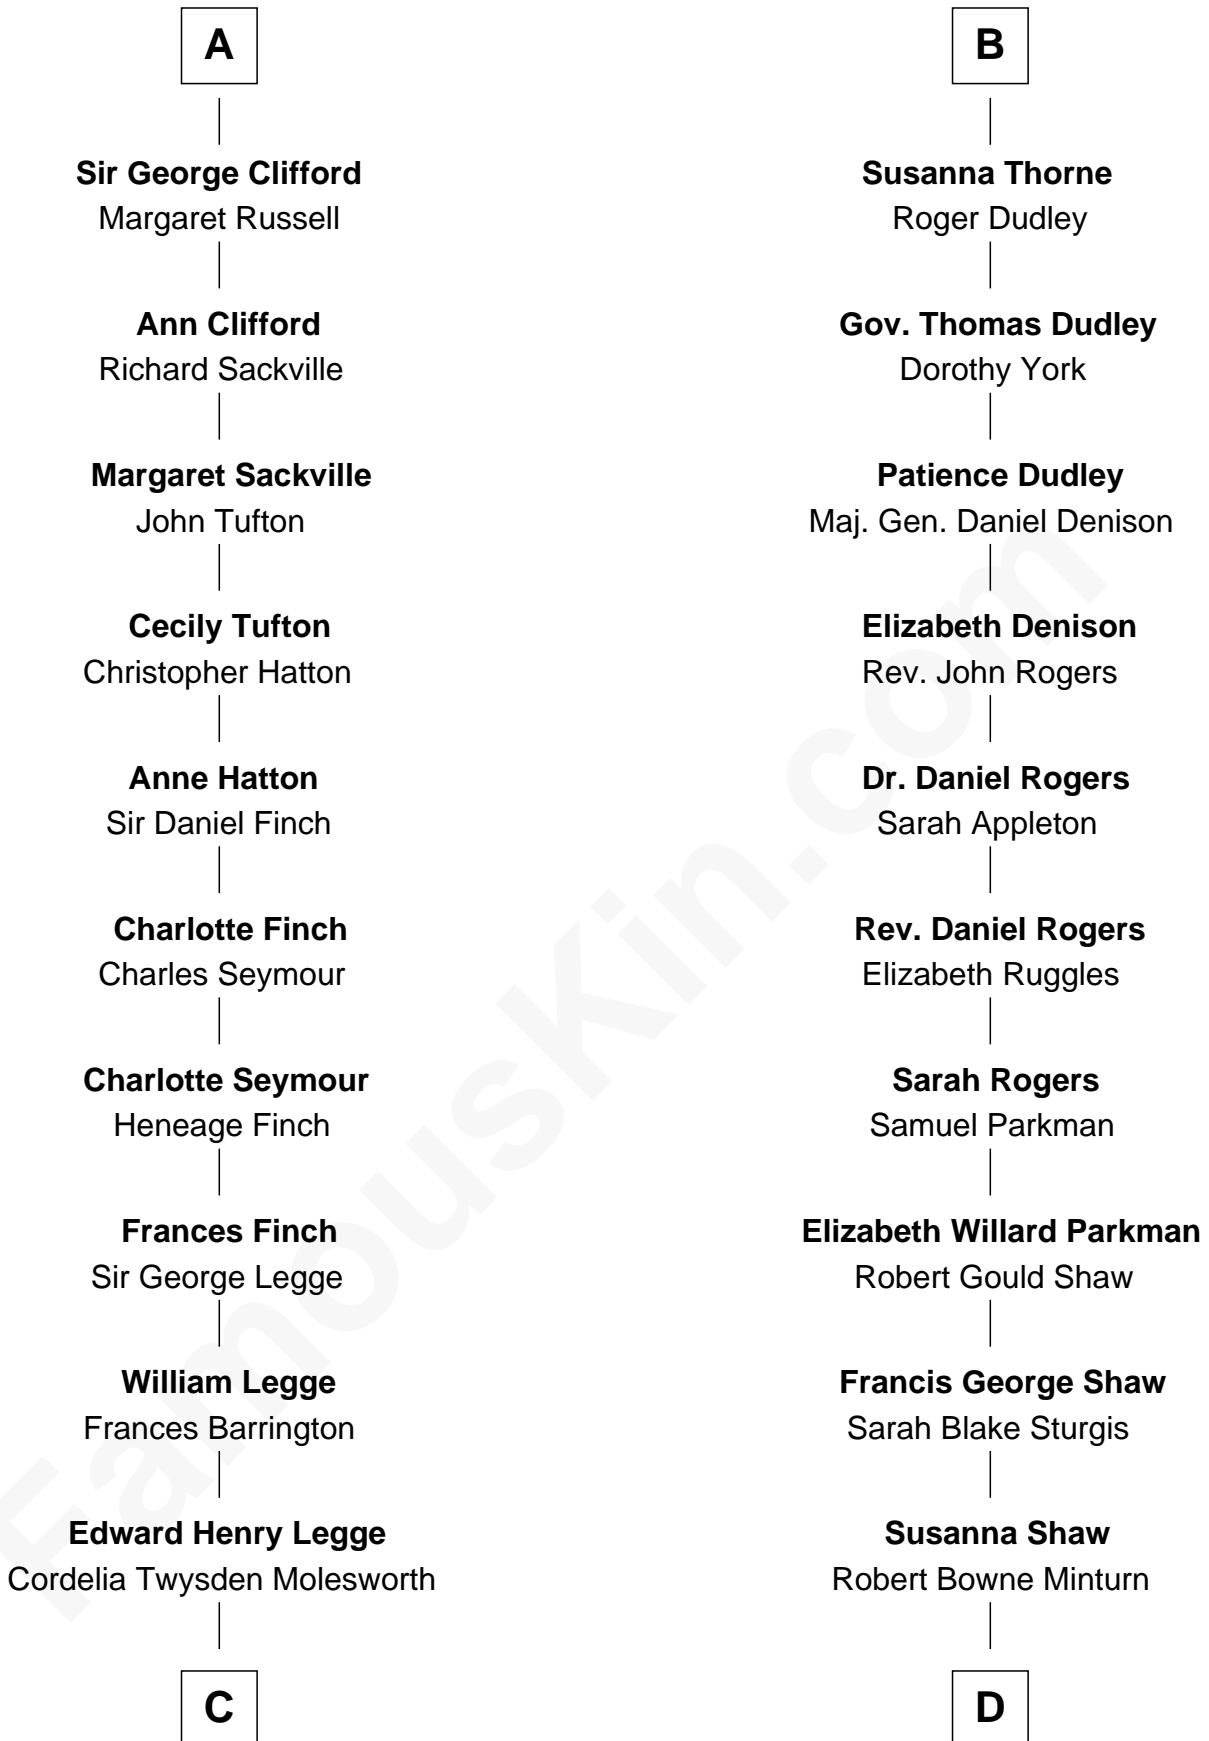 A
Sir George Clifford
Margaret Russell
Ann Clifford
Richard Sackville
Margaret Sackville
John Tufton
Cecily Tufton
Christopher Hatton
Anne Hatton
Sir Daniel Finch
Charlotte Finch
Charles Seymour
Charlotte Seymour
Heneage Finch
Frances Finch
Sir George Legge
William Legge
Frances Barrington
Edward Henry Legge
Cordelia Twysden Molesworth
C
B
Susanna Thorne
Roger Dudley
Gov. Thomas Dudley
Dorothy York
Patience Dudley
Maj. Gen. Daniel Denison
Elizabeth Denison
Rev. John Rogers
Dr. Daniel Rogers
Sarah Appleton
Rev. Daniel Rogers
Elizabeth Ruggles
Sarah Rogers
Samuel Parkman
Elizabeth Willard Parkman
Robert Gould Shaw
Francis George Shaw
Sarah Blake Sturgis
Susanna Shaw
Robert Bowne Minturn
D
FamousKin.com